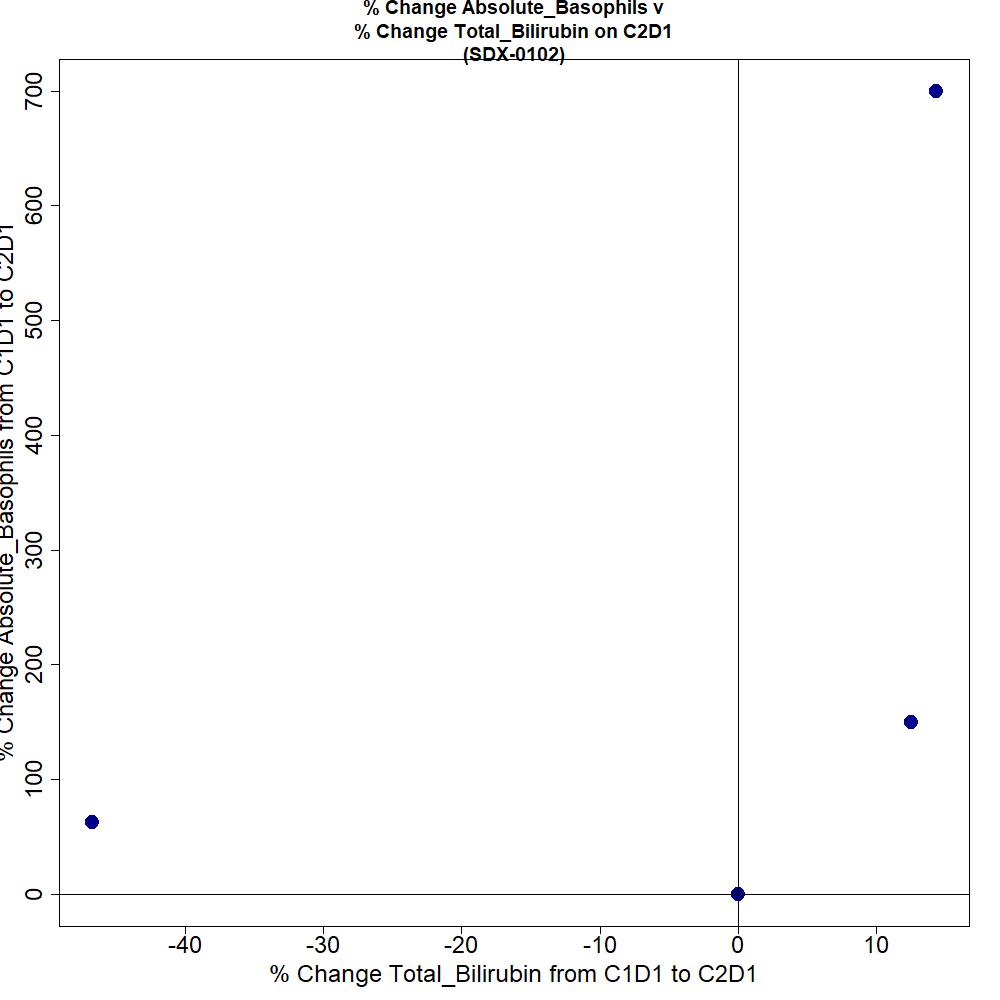 % Change Absolute_Basophils v
% Change Total_Bilirubin on C2D1
(SDX-0102)
% Change Absolute_Basophils from C1D1 to C2D1
700
600
500
400
300
200
100
0
-40 -30 -20 -10 0 10
% Change Total_Bilirubin from C1D1 to C2D1